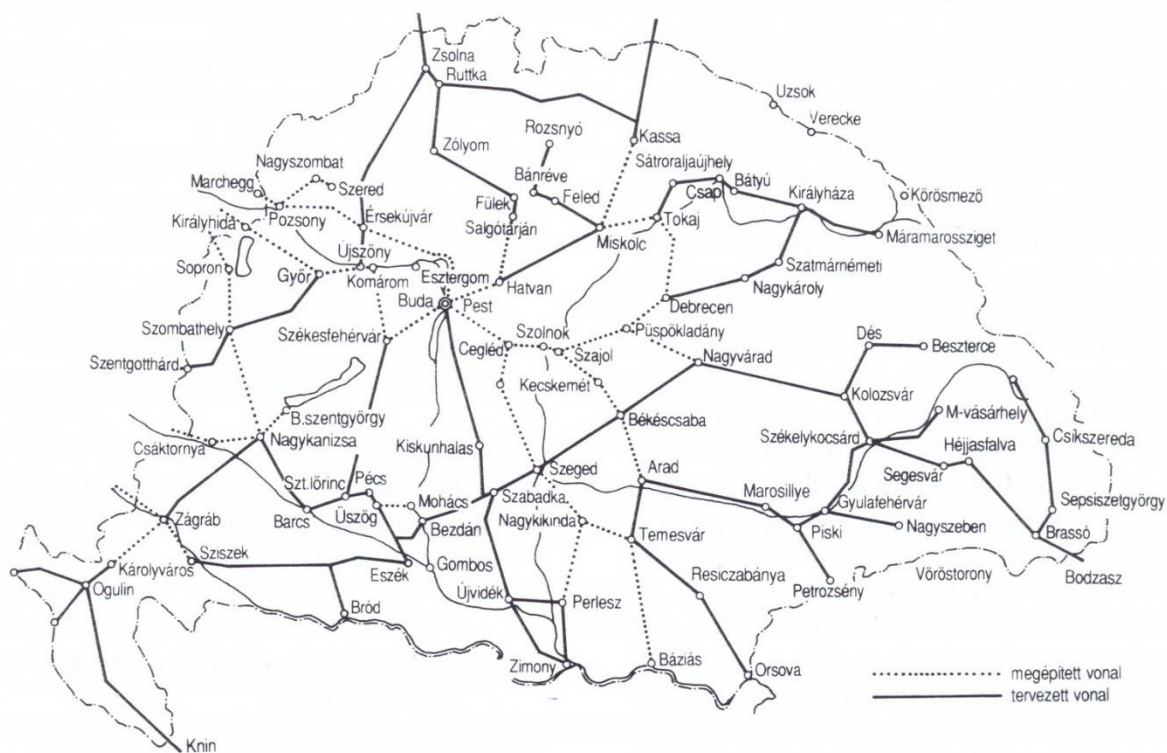 Zsolna
Ruttka
Uzsok
Verecke
Rozsnyó
Kassa
Zólyom
Nagyszombat
Bánréve
Sátroraljaújhely
Marchegg
Szered
Feled
Csap
Bátyú
Királyháza
Körösmező
Fülek
Királyhida
Pozsony
Érsekújvár
Salgótarján
Miskolc
Tokaj
Máramarossziget
Újszőny
Sopron
Győr
Komárom
Esztergom
Hatvan
Szatmárnémeti
Nagykároly
Buda
Pest
Debrecen
Szombathely
Székesfehérvár
Szolnok
Püspökladány
Cegléd
Szajol
Dés
Beszterce
Szentgotthárd
Nagyvárad
Kecskemét
Kolozsvár
B.szentgyörgy
Békéscsaba
M-vásárhely
Csáktornya
Nagykanizsa
Kiskunhalas
Székelykocsárd
Héjjasfalva
Csíkszereda
Szeged
Segesvár
Szt.lőrinc
Pécs
Arad
Marosillye
Mohács
Szabadka
Gyulafehérvár
Sepsiszetgyörgy
Zágráb
Barcs
Üszög
Nagykikinda
Bezdán
Temesvár
Piski
Nagyszeben
Brassó
Sziszek
Károlyváros
Eszék
Gombos
Resiczabánya
Vöröstorony
Bodzasz
Ogulin
Petrozsény
Újvidék
Perlesz
Bród
Zimony
Báziás
Orsova
megépített vonal
tervezett vonal
Knin